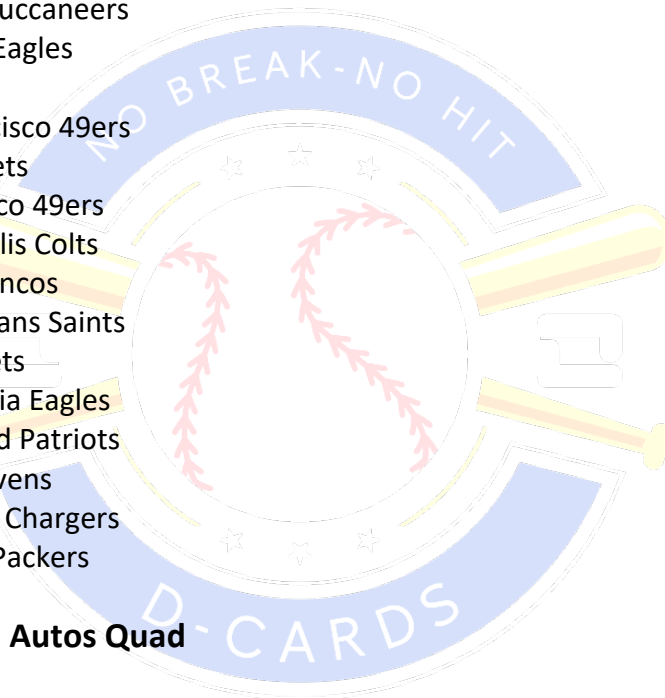 uccaneers
Eagles
NO BREAK-NO HIT
cisco 49ers
ets
co 49ers
lis Colts
ncos
ans Saints
ets
ia Eagles
d Patriots
vens
Chargers
Packers
D-CARDS
Autos Quad